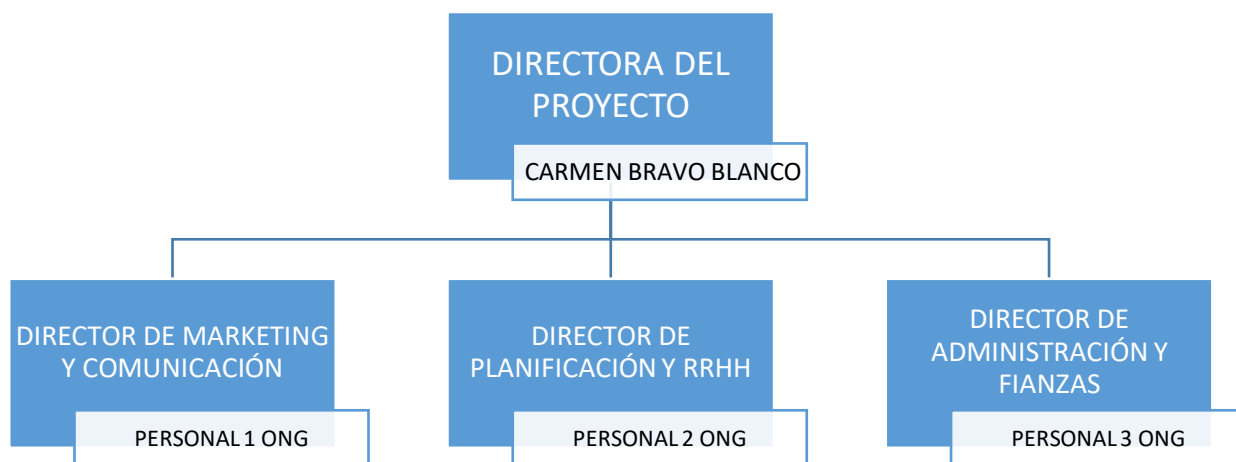 DIRECTORA DEL
PROYECTO
CARMEN BRAVO BLANCO
DIRECTOR DE MARKETING
Y COMUNICACIÓN
PERSONAL 1 ONG
DIRECTOR DE
PLANIFICACIÓN Y RRHH
PERSONAL 2 ONG
DIRECTOR DE
ADMINISTRACIÓN Y
FIANZAS
PERSONAL 3 ONG